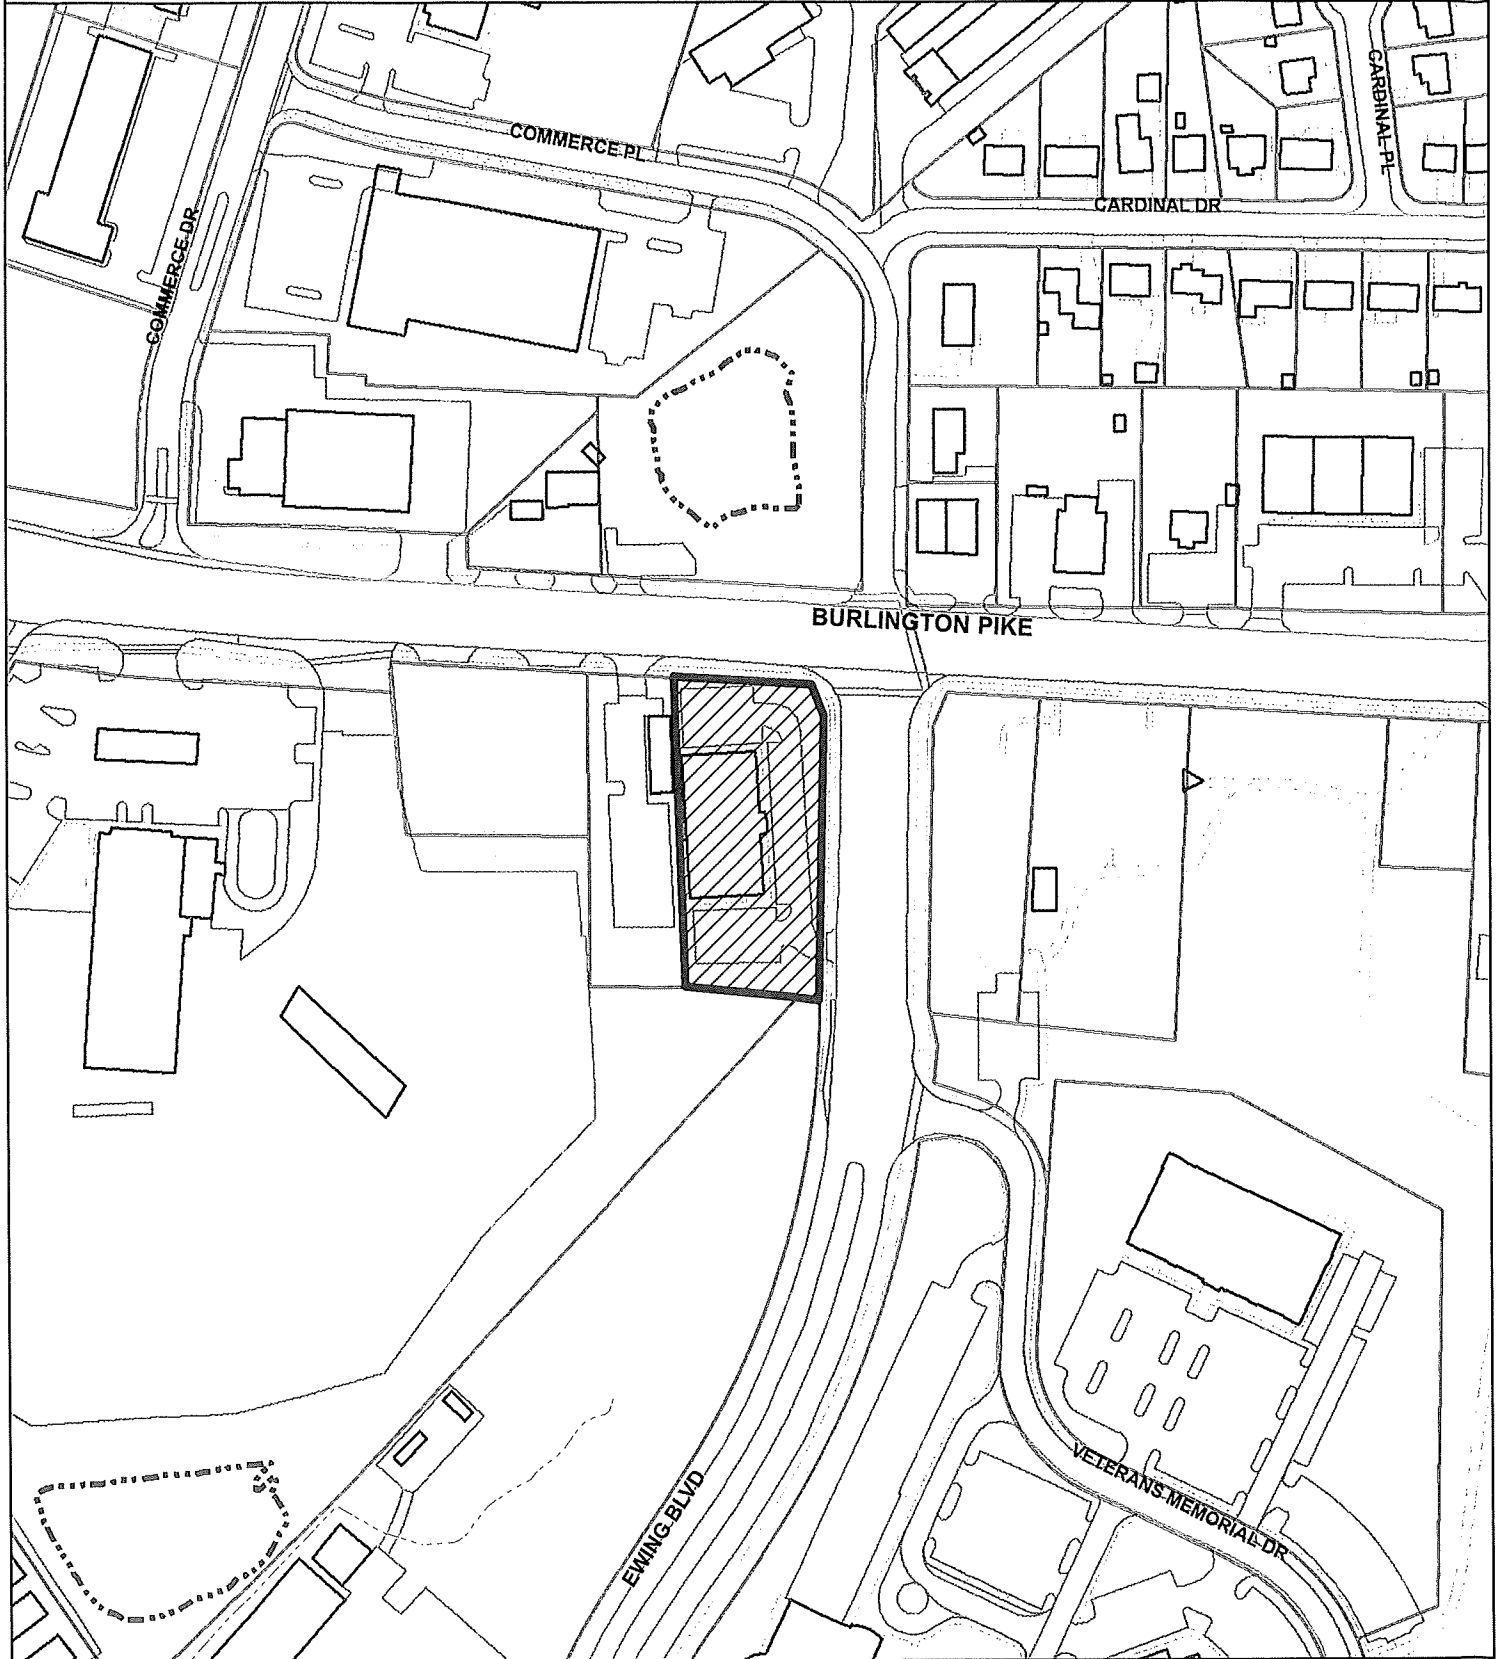 CARDINAL PL
COMMERCE PL
CARDINAL DR
COMMERCE DR
BURLINGTON PIKE
VETERANS MEMORIAL DR
EWING BLVD